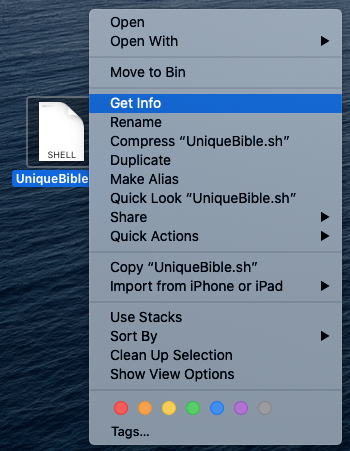 Open
Open With
Move to Bin
Get Info
Rename
Compress “UniqueBible.sh”
Duplicate
Make Alias
Quick Look “UniqueBible.sh”
Share
Quick Actions
Copy “UniqueBible.sh”
Import from iPhone or iPad
Use Stacks
Sort By
Clean Up Selection
Show View Options
Tags...
SHELL
UniqueBible